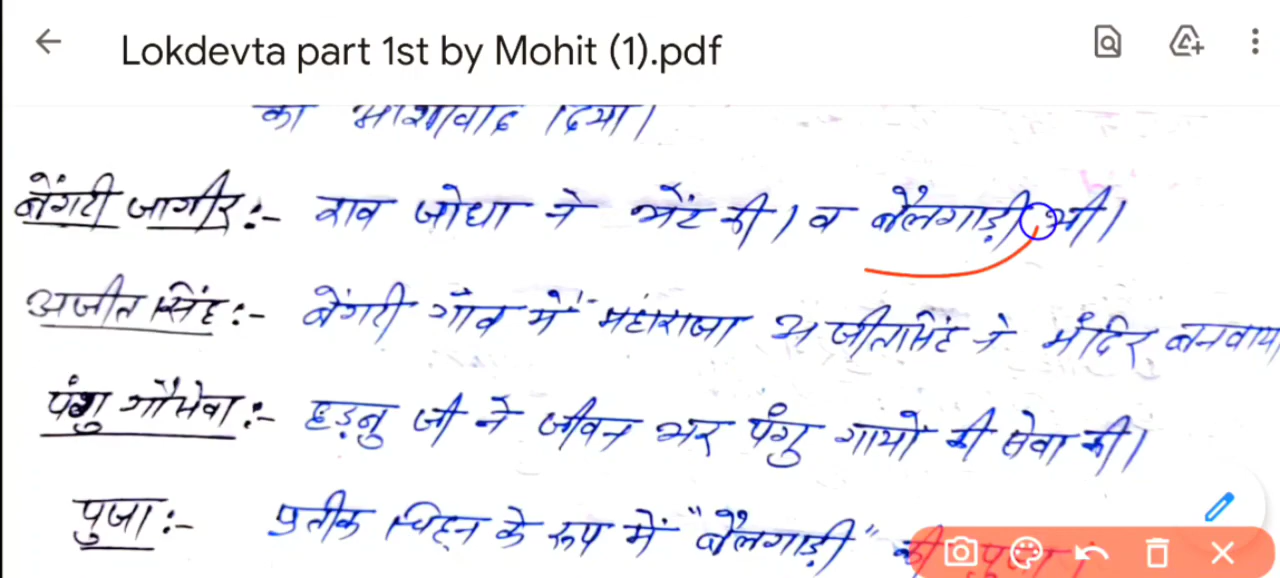 Lokdevta part 1st by Mohit (1).pdf
का आशीर्वाद दिया।
बेंगटी जागीर :- राव जोधा ने भेंट की। व बैलगाड़ी भी।
अजीत सिंह :- बेंगटी गाँव में महाराजा अजीतसिंह ने मंदिर बनवाया
पंगु गौसेवा :- हड़बु जी ने जीवन भर पंगु गायों की सेवा की।
पुजा :- प्रतीक चिह्न के रूप में "बैलगाड़ी" की पुजा।